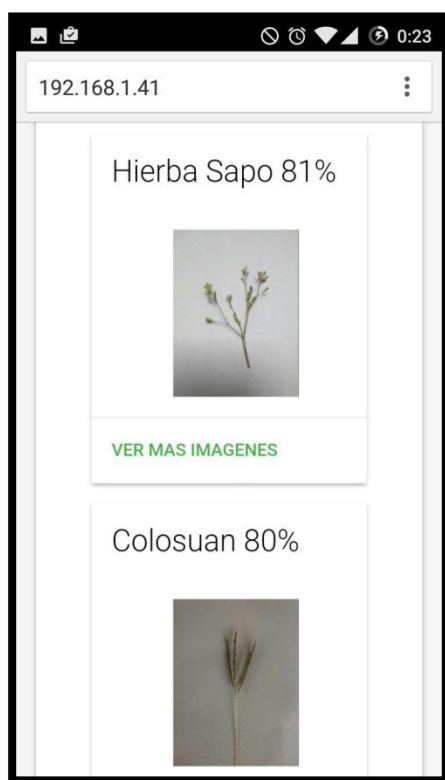 0:23
192.168.1.41
Hierba Sapo 81%
VER MAS IMAGENES
Colosuan 80%